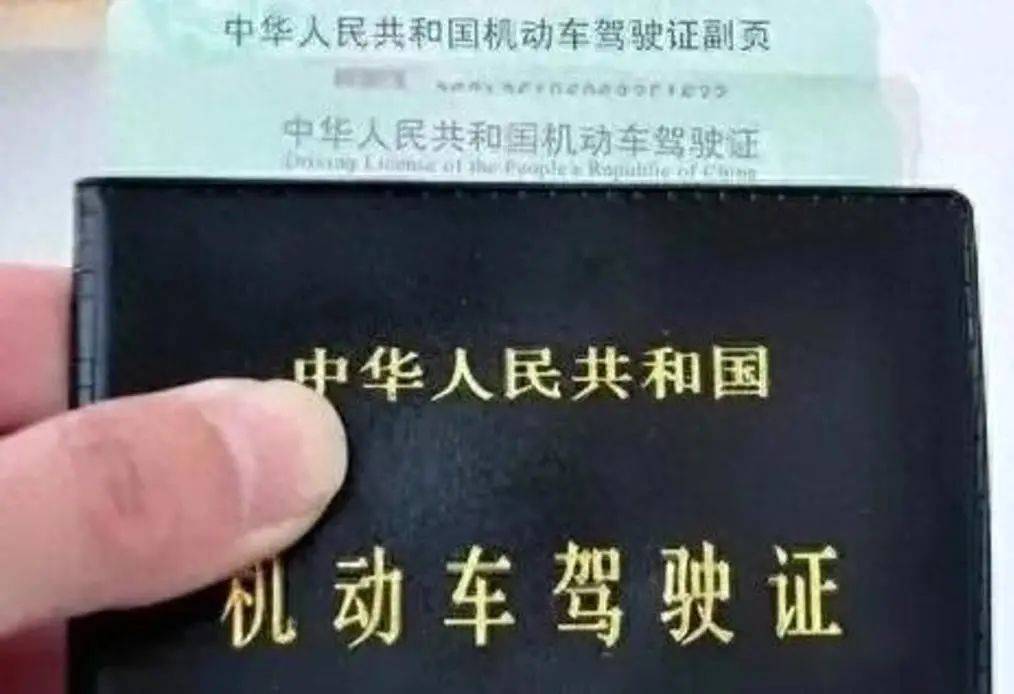 中华人民共和国机动车驾驶证副页
中华人民共和国机动车驾驶证
Driving License of the People's Republic of China
中华人民共和国
机动车驾驶证